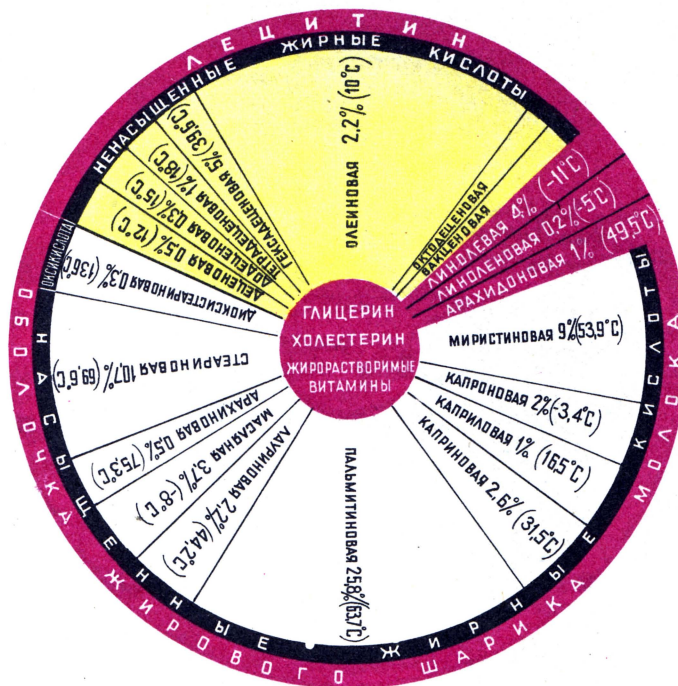 ЛЕЦИТИН
ОБОЛОЧКА ЖИРОВОГО ШАРИКА МОЛОКА
НЕНАСЫЩЕННЫЕ ЖИРНЫЕ КИСЛОТЫ
ОКСИКИСЛОТА
НАСЫЩЕННЫЕ ЖИРНЫЕ КИСЛОТЫ
ДЕЦЕНОВАЯ 0.5% (12°С)
ДОДЕЦЕНОВАЯ 0,3% (15°С)
ТЕТРАДЕЦЕНОВАЯ 1% (18°С)
ГЕКСАДЕЦЕНОВАЯ 5% (39,6°С)
ОЛЕИНОВАЯ 2,2% (10°С)
ОКТОДЕЦЕНОВАЯ
ВАКЦЕНОВАЯ
ЛИНОЛЕВАЯ 4% (-11°С)
ЛИНОЛЕНОВАЯ 0.2% (-5°С)
АРАХИДОНОВАЯ 1% (49,5°С)
МИРИСТИНОВАЯ 9% (53,9°С)
КАПРОНОВАЯ 2% (-3,4°С)
КАПРИЛОВАЯ 1% (16,5°С)
КАПРИНОВАЯ 2.6% (31,5°С)
ПАЛЬМИТИНОВАЯ 25,8% (63,7°С)
ЛАУРИНОВАЯ 2,2% (44,2°С)
МАСЛЯНАЯ 3.7% (-8°С)
АРАХИНОВАЯ 0.5% (75,3°С)
СТЕАРИНОВАЯ 10,7% (69,6°С)
ДИОКСИСТЕАРИНОВАЯ 0.3% (136°С)
ГЛИЦЕРИН
ХОЛЕСТЕРИН
ЖИРОРАСТВОРИМЫЕ
ВИТАМИНЫ